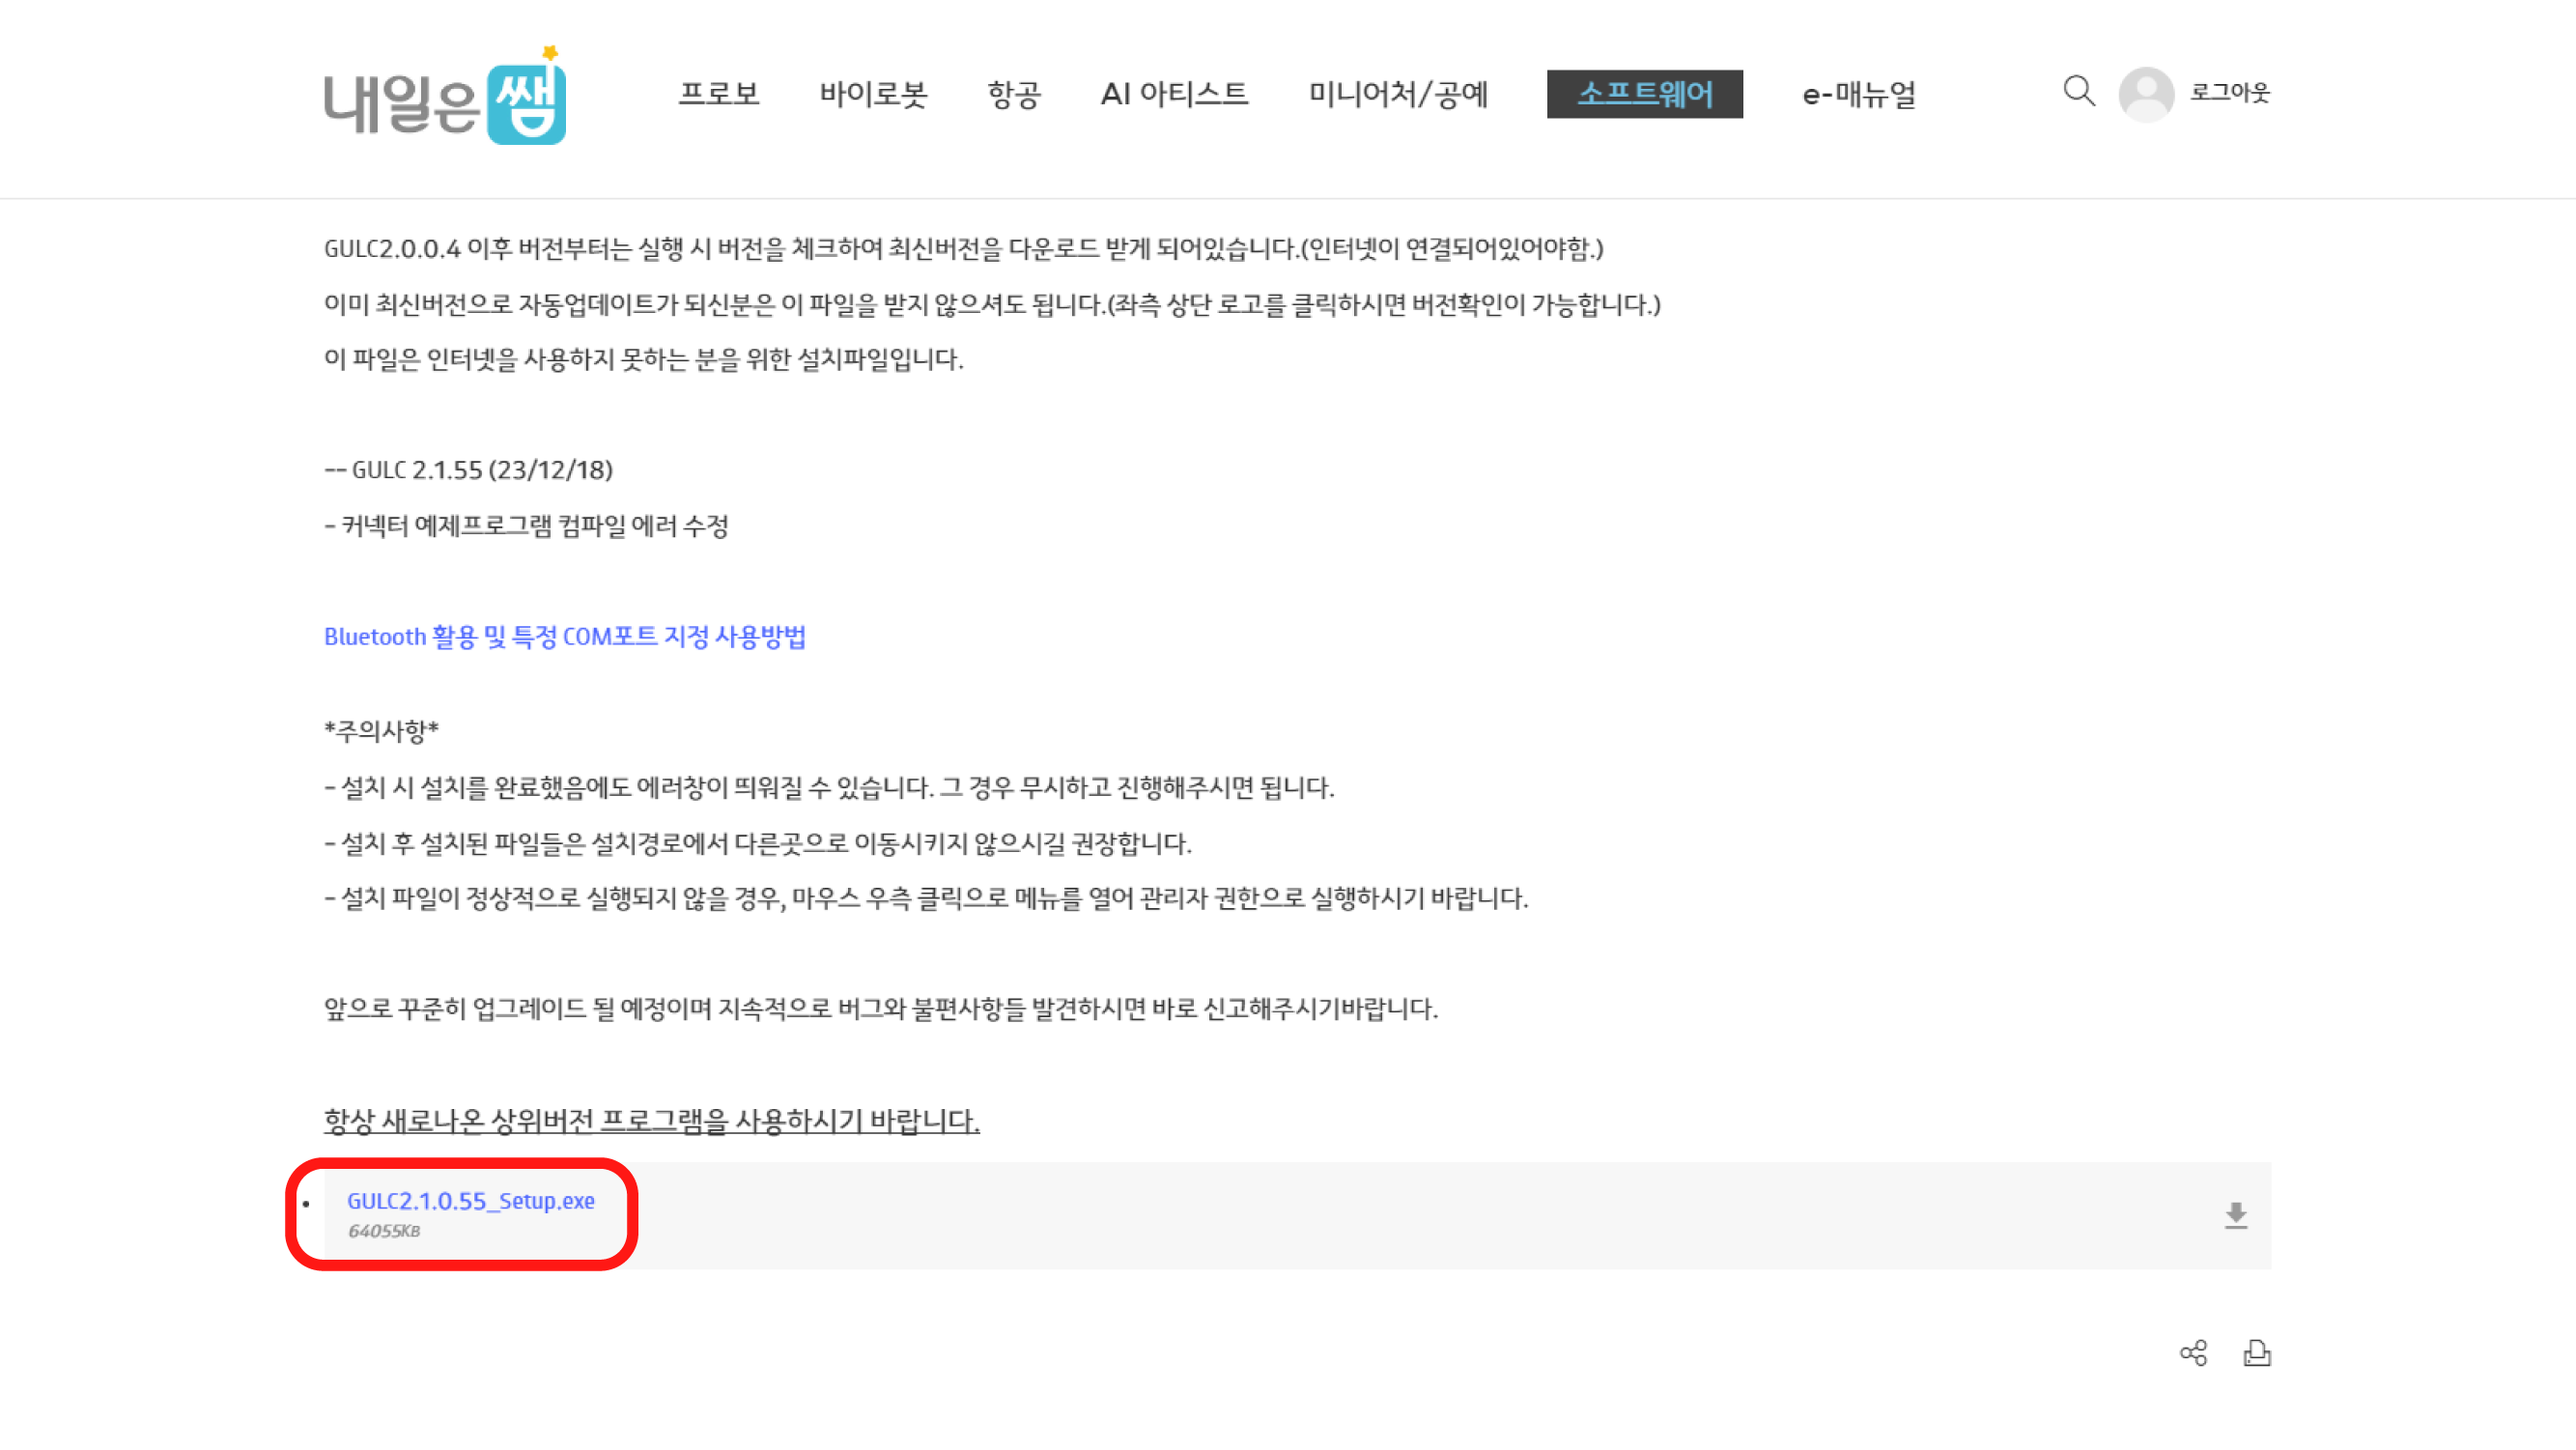 내일은 쌤
프로보 바이로봇 항공 AI 아티스트 미니어처/공예 소프트웨어 e-매뉴얼 로그아웃
GULC2.0.0.4 이후 버전부터는 실행 시 버전을 체크하여 최신버전을 다운로드 받게 되어있습니다.(인터넷이 연결되어있어야함.)
이미 최신버전으로 자동업데이트가 되신분은 이 파일을 받지 않으셔도 됩니다.(좌측 상단 로고를 클릭하시면 버전확인이 가능합니다.)
이 파일은 인터넷을 사용하지 못하는 분을 위한 설치파일입니다.
-- GULC 2.1.55 (23/12/18)
- 커넥터 예제프로그램 컴파일 에러 수정
Bluetooth 활용 및 특정 COM포트 지정 사용방법
*주의사항*
- 설치 시 설치를 완료했음에도 에러창이 띄워질 수 있습니다. 그 경우 무시하고 진행해주시면 됩니다.
- 설치 후 설치된 파일들은 설치경로에서 다른곳으로 이동시키지 않으시길 권장합니다.
- 설치 파일이 정상적으로 실행되지 않을 경우, 마우스 우측 클릭으로 메뉴를 열어 관리자 권한으로 실행하시기 바랍니다.
앞으로 꾸준히 업그레이드 될 예정이며 지속적으로 버그와 불편사항들 발견하시면 바로 신고해주시기바랍니다.
항상 새로나온 상위버전 프로그램을 사용하시기 바랍니다.
• GULC2.1.0.55_Setup.exe
64055KB